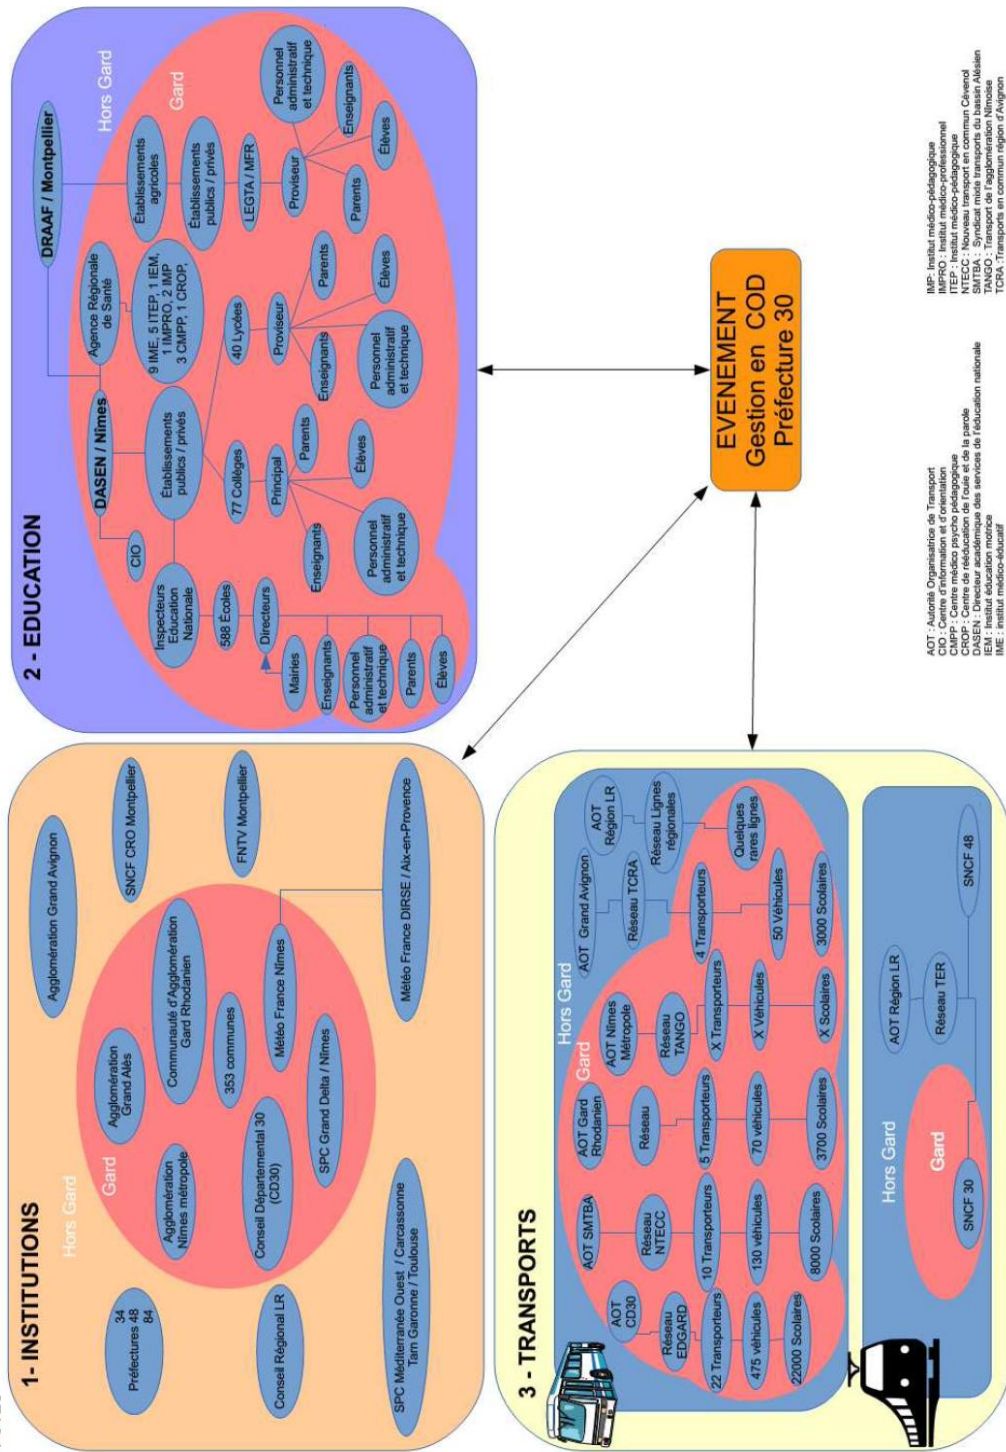 1- INSTITUTIONS
Hors Gard
Gard
Agglomération Grand Avignon
Préfectures
34
48
84
Agglomération
Nîmes métropole
Agglomération
Grand Alès
Communauté d'Agglomération
Gard Rhodanien
SNCF CRO Montpellier
Conseil Régional LR
Conseil Départemental 30
(CD30)
353 communes
Météo France Nîmes
FNTV Montpellier
SPC Grand Delta / Nîmes
SPC Méditerranée Ouest / Carcassonne
Tarn Garonne / Toulouse
Météo France DIRSE / Aix-en-Provence
2 - EDUCATION
Hors Gard
Gard
DRAAF / Montpellier
DASEN / Nîmes
Agence Régionale
de Santé
Établissements
agricoles
CIO
Inspecteurs
Education
Nationale
Établissements
publics / privés
9 IME, 5 ITEP, 1 IEM,
1 IMPRO, 2 IMP
3 CMPP, 1 CROP,
Établissements
publics / privés
588 Écoles
77 Collèges
40 Lycées
LEGTA / MFR
Directeurs
Principal
Proviseur
Proviseur
Mairies
Enseignants
Personnel
administratif
et technique
Parents
Élèves
Enseignants
Personnel administratif
et technique
Élèves
Parents
Enseignants
Personnel administratif
et technique
Élèves
Parents
Parents
Élèves
Enseignants
Personnel
administratif
et technique
EVENEMENT
Gestion en COD
Préfecture 30
3 - TRANSPORTS
Hors Gard
Gard
AOT
CD30
Réseau
EDGARD
22 Transporteurs
475 véhicules
22000 Scolaires
AOT SMTBA
Réseau
NTECC
10 Transporteurs
130 véhicules
8000 Scolaires
AOT Gard
Rhodanien
Réseau
5 Transporteurs
70 véhicules
3700 Scolaires
AOT Nîmes
Métropole
Réseau
TANGO
X Transporteurs
X Véhicules
X Scolaires
AOT Grand Avignon
Réseau TCRA
4 Transporteurs
50 Véhicules
3000 Scolaires
AOT
Région LR
Réseau Lignes
régionales
Quelques
rares lignes
Hors Gard
Gard
AOT Région LR
Réseau TER
SNCF 30
SNCF 48
AOT : Autorité Organisatrice de Transport
CIO : Centre d'information et d'orientation
CMPP : Centre médico psycho pédagogique
CROP : Centre de rééducation de l'ouïe et de la parole
DASEN : Directeur académique des services de l'éducation nationale
IEM : Institut éducation motrice
IME : institut médico-éducatif
IMP: Institut médico-pédagogique
IMPRO : Institut médico-professionnel
ITEP : Institut médico-pédagogique
NTECC : Nouveau transport en commun Cévenol
SMTBA : Syndicat mixte transports du bassin Alésien
TANGO : Transport de l'agglomération Nîmoise
TCRA :Transports en commun région d'Avignon